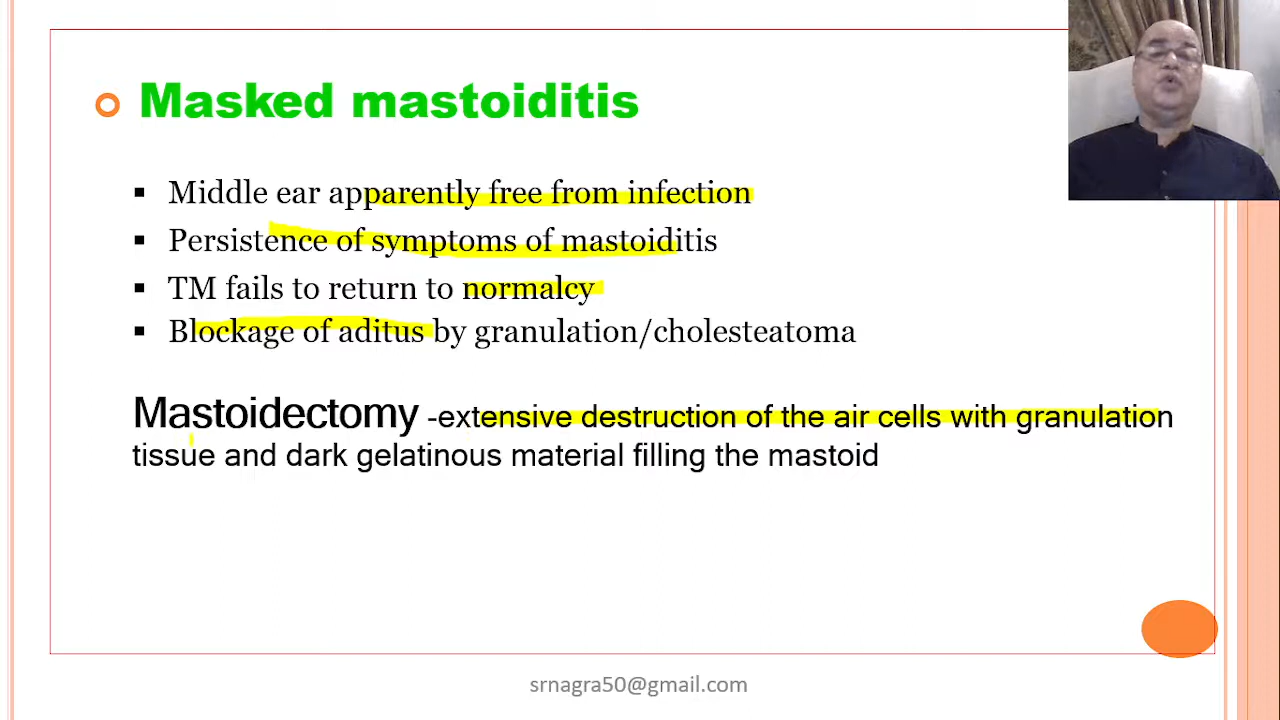 Masked mastoiditis
Middle ear apparently free from infection
Persistence of symptoms of mastoiditis
TM fails to return to normalcy
Blockage of aditus by granulation/cholesteatoma
Mastoidectomy -extensive destruction of the air cells with granulation
tissue and dark gelatinous material filling the mastoid
srnagra50@gmail.com